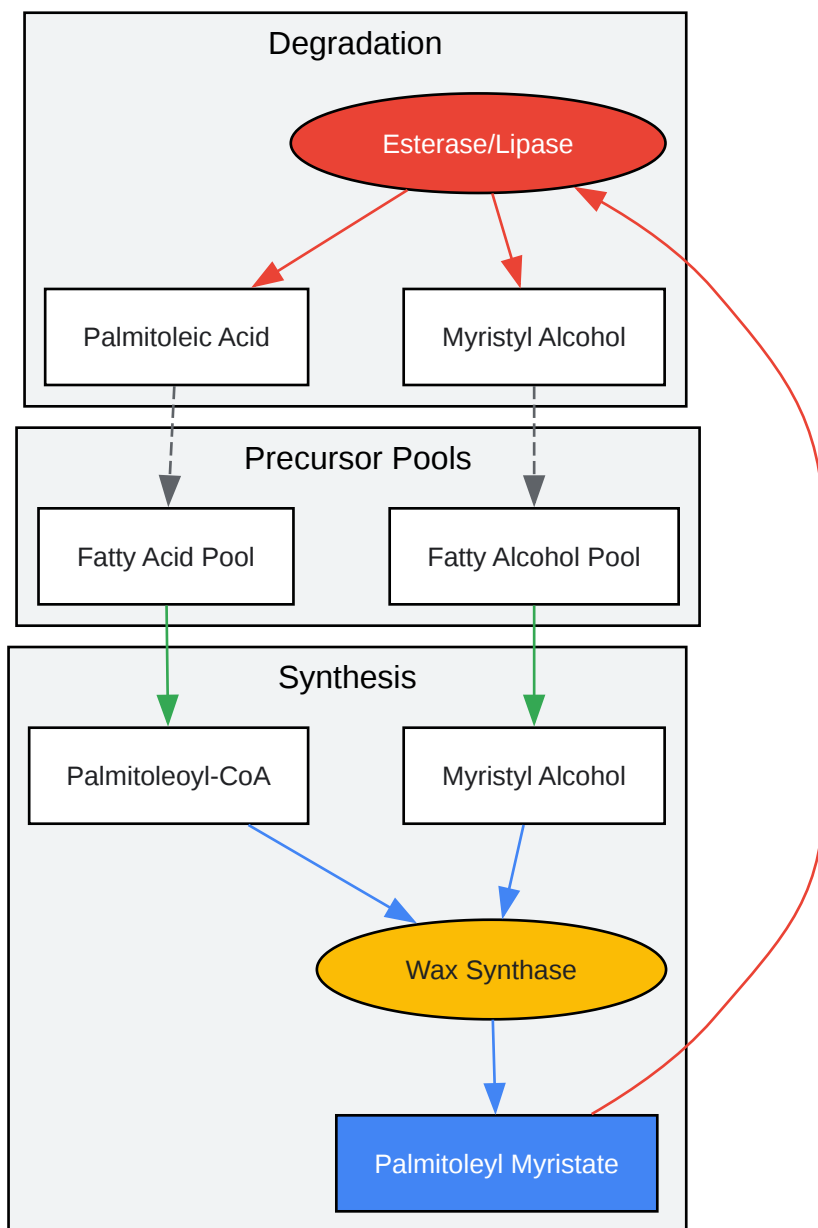 Degradation
Esterase/Lipase
Palmitoleic Acid
Myristyl Alcohol
Precursor Pools
Fatty Acid Pool
Fatty Alcohol Pool
Synthesis
Palmitoleoyl-CoA
Myristyl Alcohol
Wax Synthase
Palmitoleyl Myristate